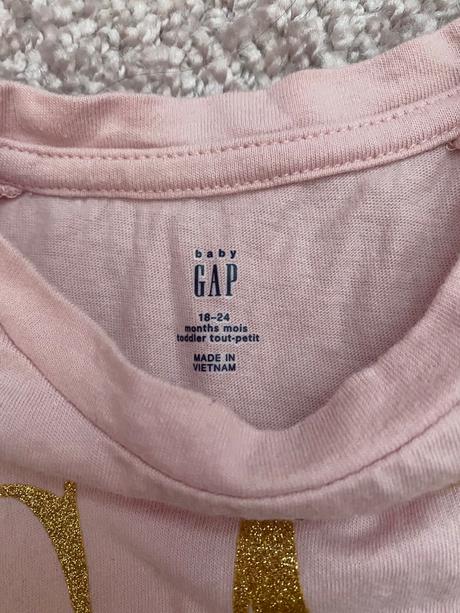 baby
GAP
18-24
months mois
toddler tout-petit
MADE IN
VIETNAM